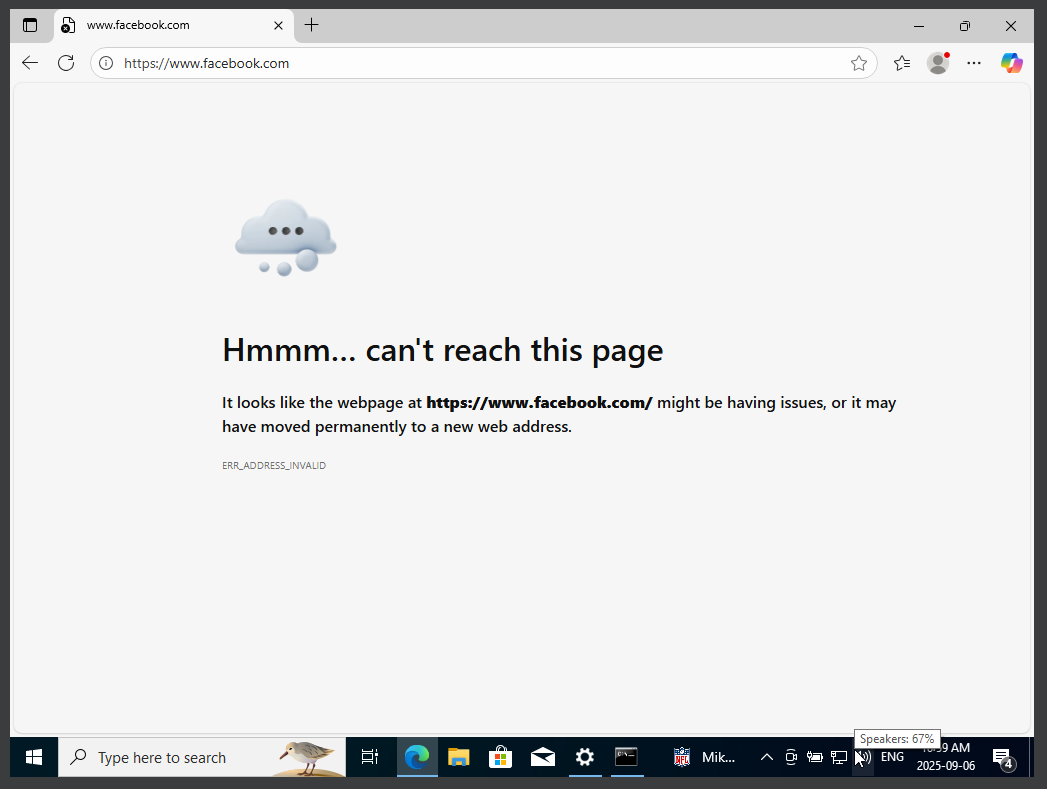 www.facebook.com
https://www.facebook.com
Hmmm... can't reach this page
It looks like the webpage at https://www.facebook.com/ might be having issues, or it may
have moved permanently to a new web address.
ERR_ADDRESS_INVALID
Speakers: 67%
Type here to search
NFL
Mik...
ENG
AM
2025-09-06
4